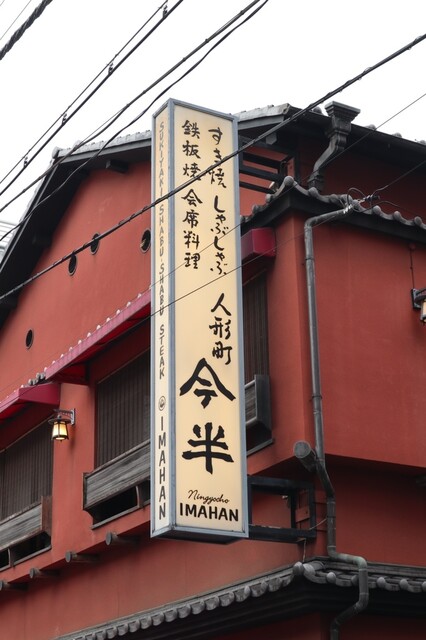 SUKIYAKI・SHABU-SHABU STEAK IMAHAN
すき焼 しゃぶしゃぶ
鉄板焼 会席料理
人形町
今半
Ningyocho
IMAHAN